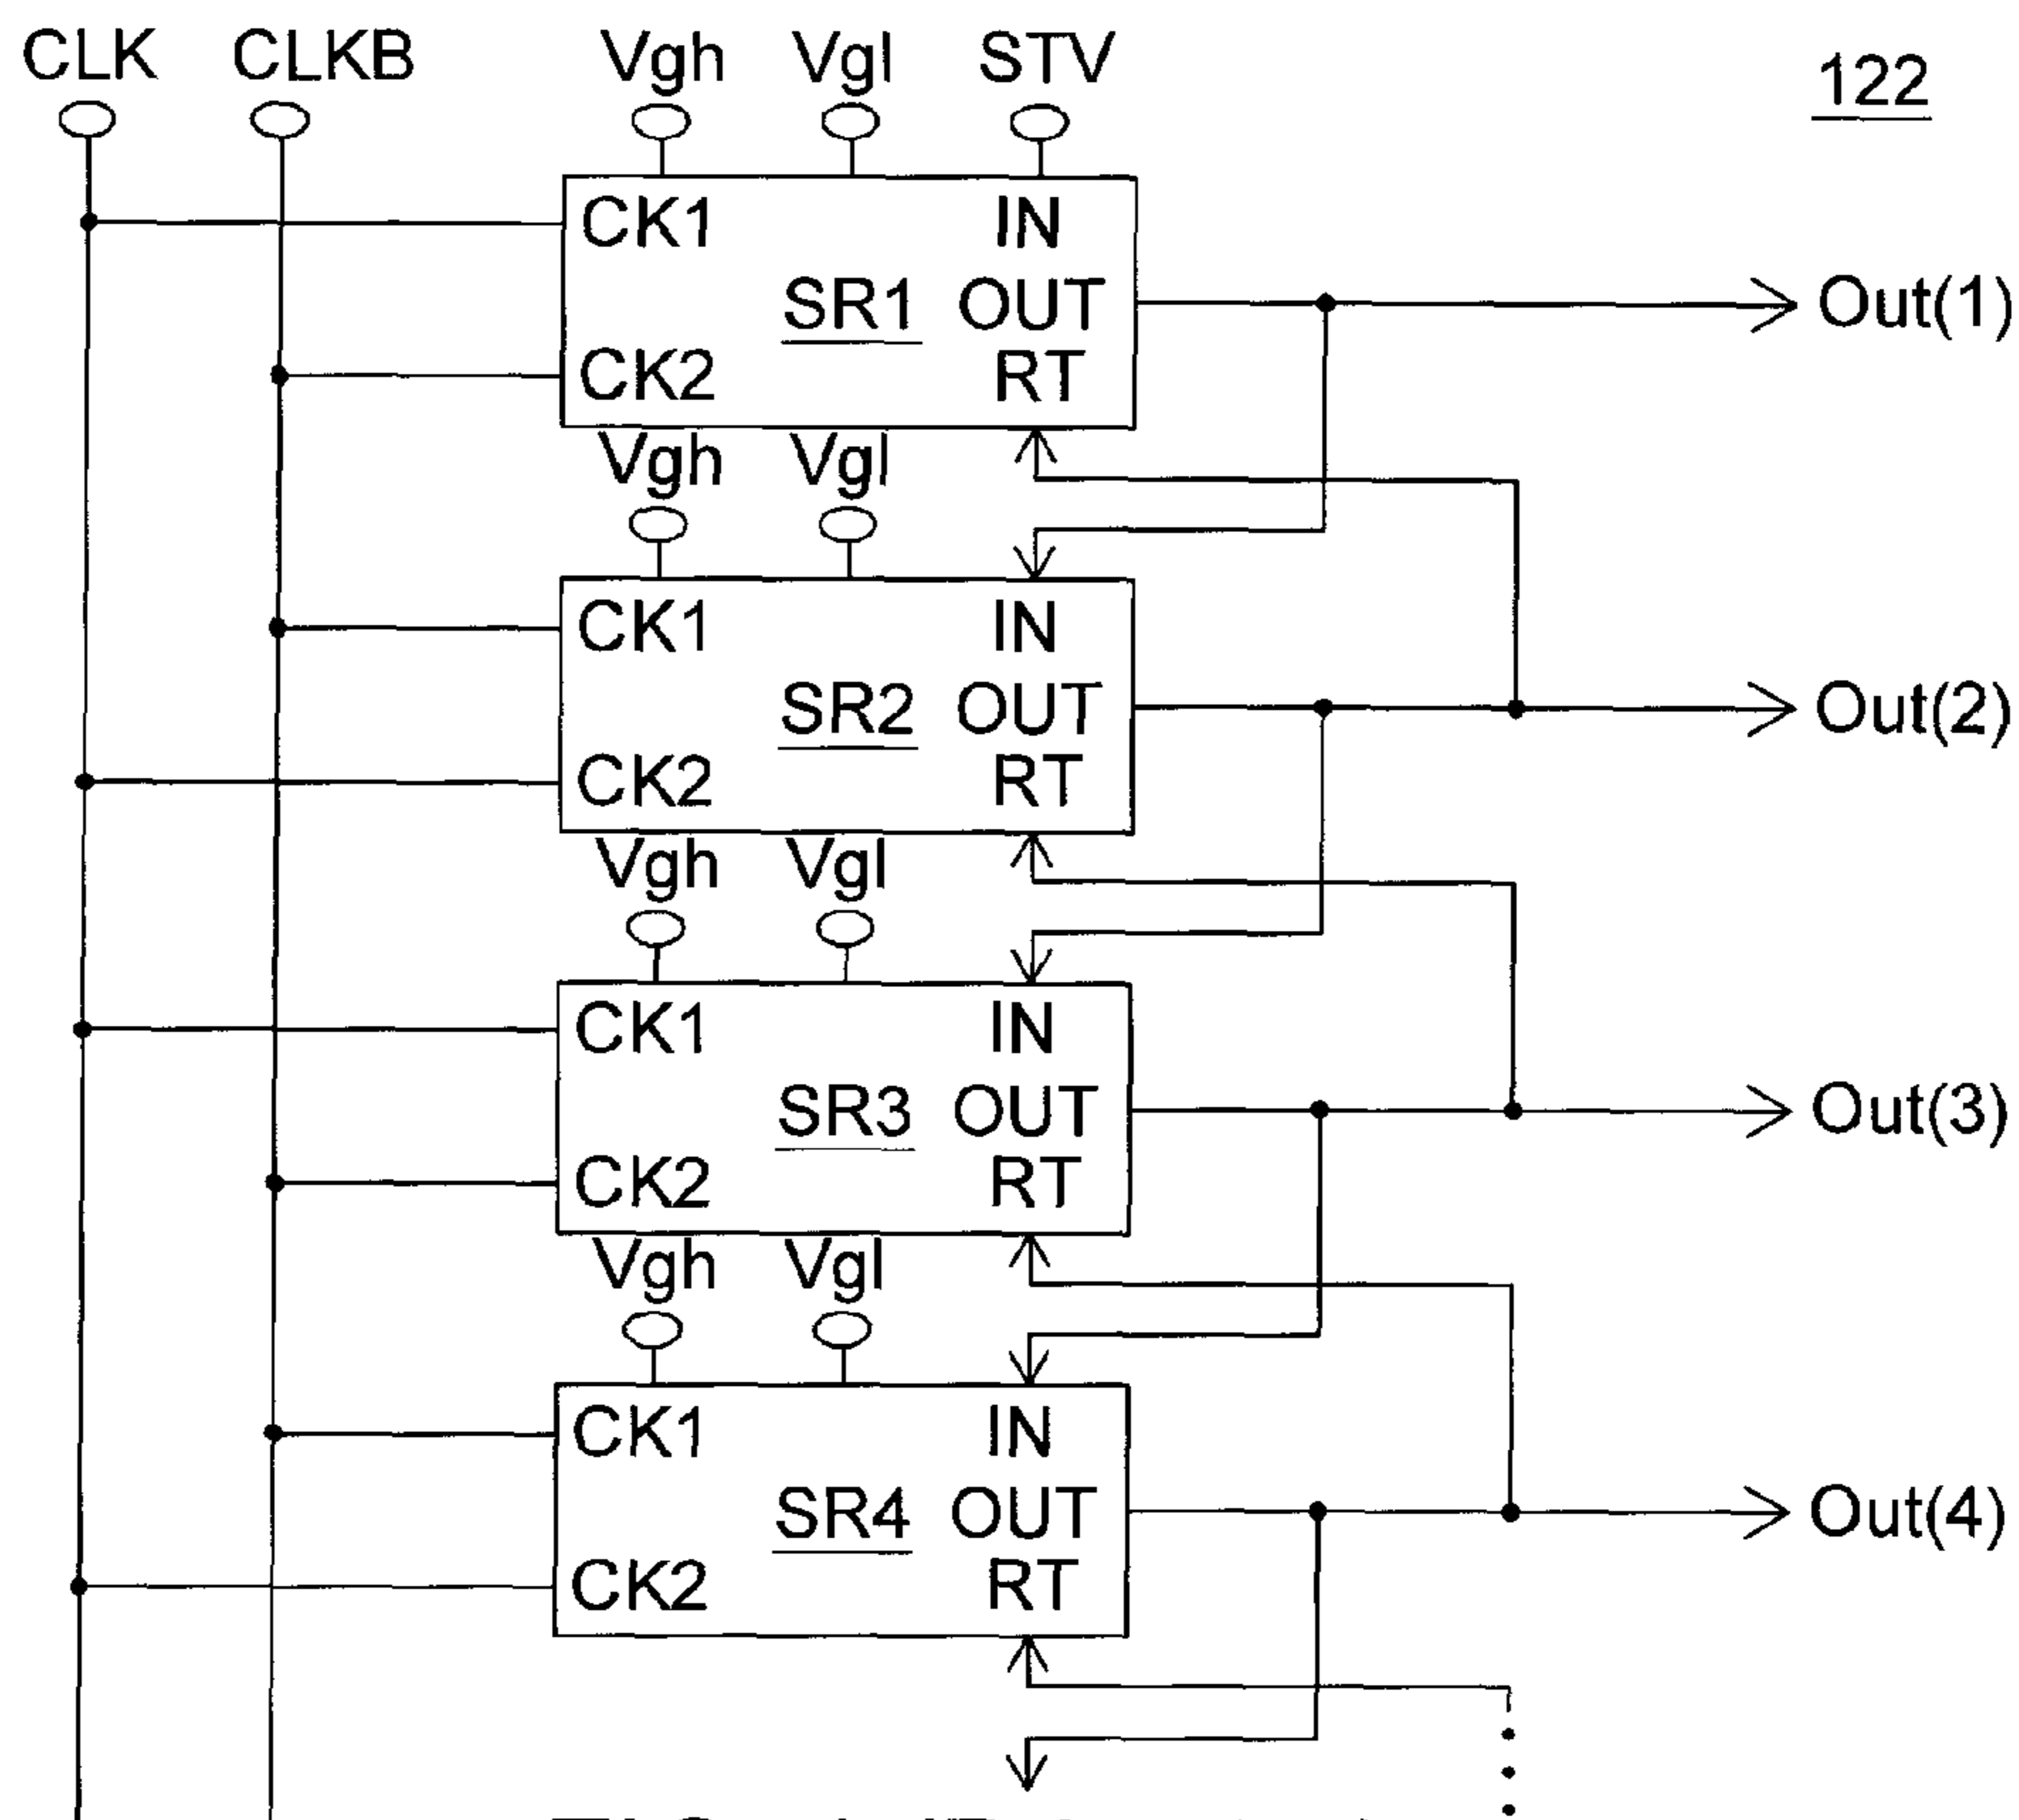 CLK CLKB Vgh Vgl STV 122
CK1 IN
SR1 OUT Out(1)
CK2 RT
Vgh Vgl
CK1 IN
SR2 OUT Out(2)
CK2 RT
Vgh Vgl
CK1 IN
SR3 OUT Out(3)
CK2 RT
Vgh Vgl
CK1 IN
SR4 OUT Out(4)
CK2 RT